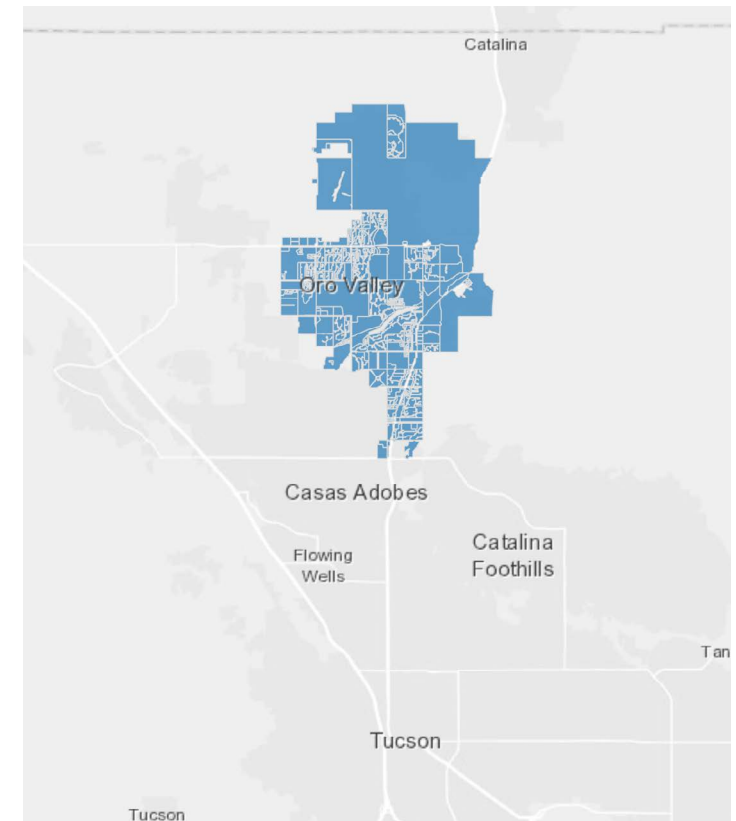 Catalina
Oro Valley
Casas Adobes
Catalina
Foothills
Flowing
Wells
Tan
Tucson
Tucson